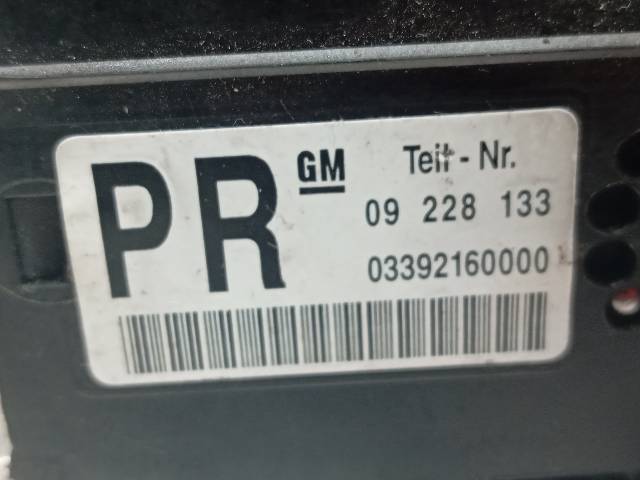 PR GM Teil - Nr.
09 228 133
03392160000